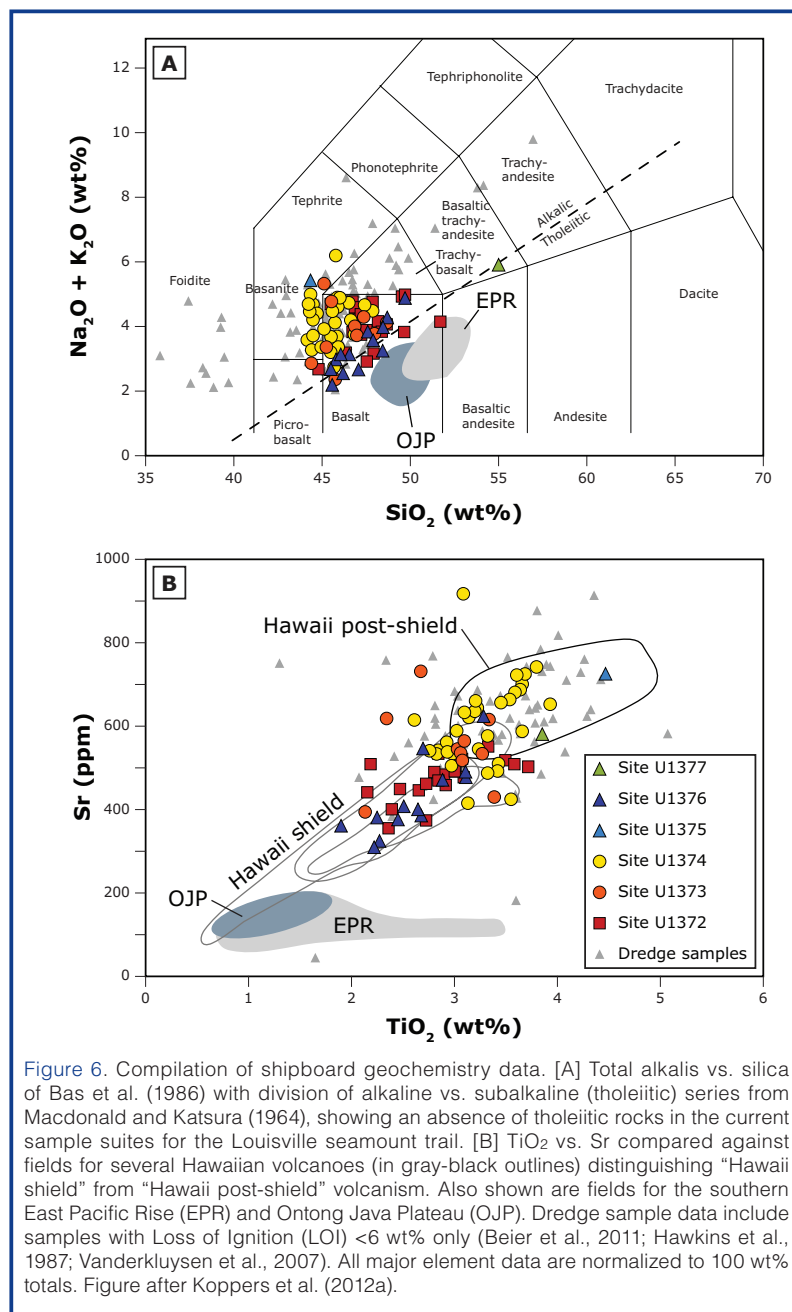 A
12
10
8
6
4
2
0
Na₂O + K₂O (wt%)
Tephriphonolite
Trachydacite
Phonotephrite
Trachy-
andesite
Tephrite
Basaltic
trachy-
andesite
Alkalic
Tholeiitic
Trachy-
basalt
Foidite
Basanite
EPR
Dacite
Picro-
basalt
Basalt
OJP
Basaltic
andesite
Andesite
35
40
45
50
55
60
65
70
SiO₂ (wt%)
B
1000
800
600
400
200
0
Sr (ppm)
Hawaii post-shield
Hawaii shield
OJP
EPR
Site U1377
Site U1376
Site U1375
Site U1374
Site U1373
Site U1372
Dredge samples
0
1
2
3
4
5
6
TiO₂ (wt%)
Figure 6. Compilation of shipboard geochemistry data. [A] Total alkalis vs. silica
of Bas et al. (1986) with division of alkaline vs. subalkaline (tholeiitic) series from
Macdonald and Katsura (1964), showing an absence of tholeiitic rocks in the current
sample suites for the Louisville seamount trail. [B] TiO₂ vs. Sr compared against
fields for several Hawaiian volcanoes (in gray-black outlines) distinguishing “Hawaii
shield” from “Hawaii post-shield” volcanism. Also shown are fields for the southern
East Pacific Rise (EPR) and Ontong Java Plateau (OJP). Dredge sample data include
samples with Loss of Ignition (LOI) <6 wt% only (Beier et al., 2011; Hawkins et al.,
1987; Vanderkluysen et al., 2007). All major element data are normalized to 100 wt%
totals. Figure after Koppers et al. (2012a).